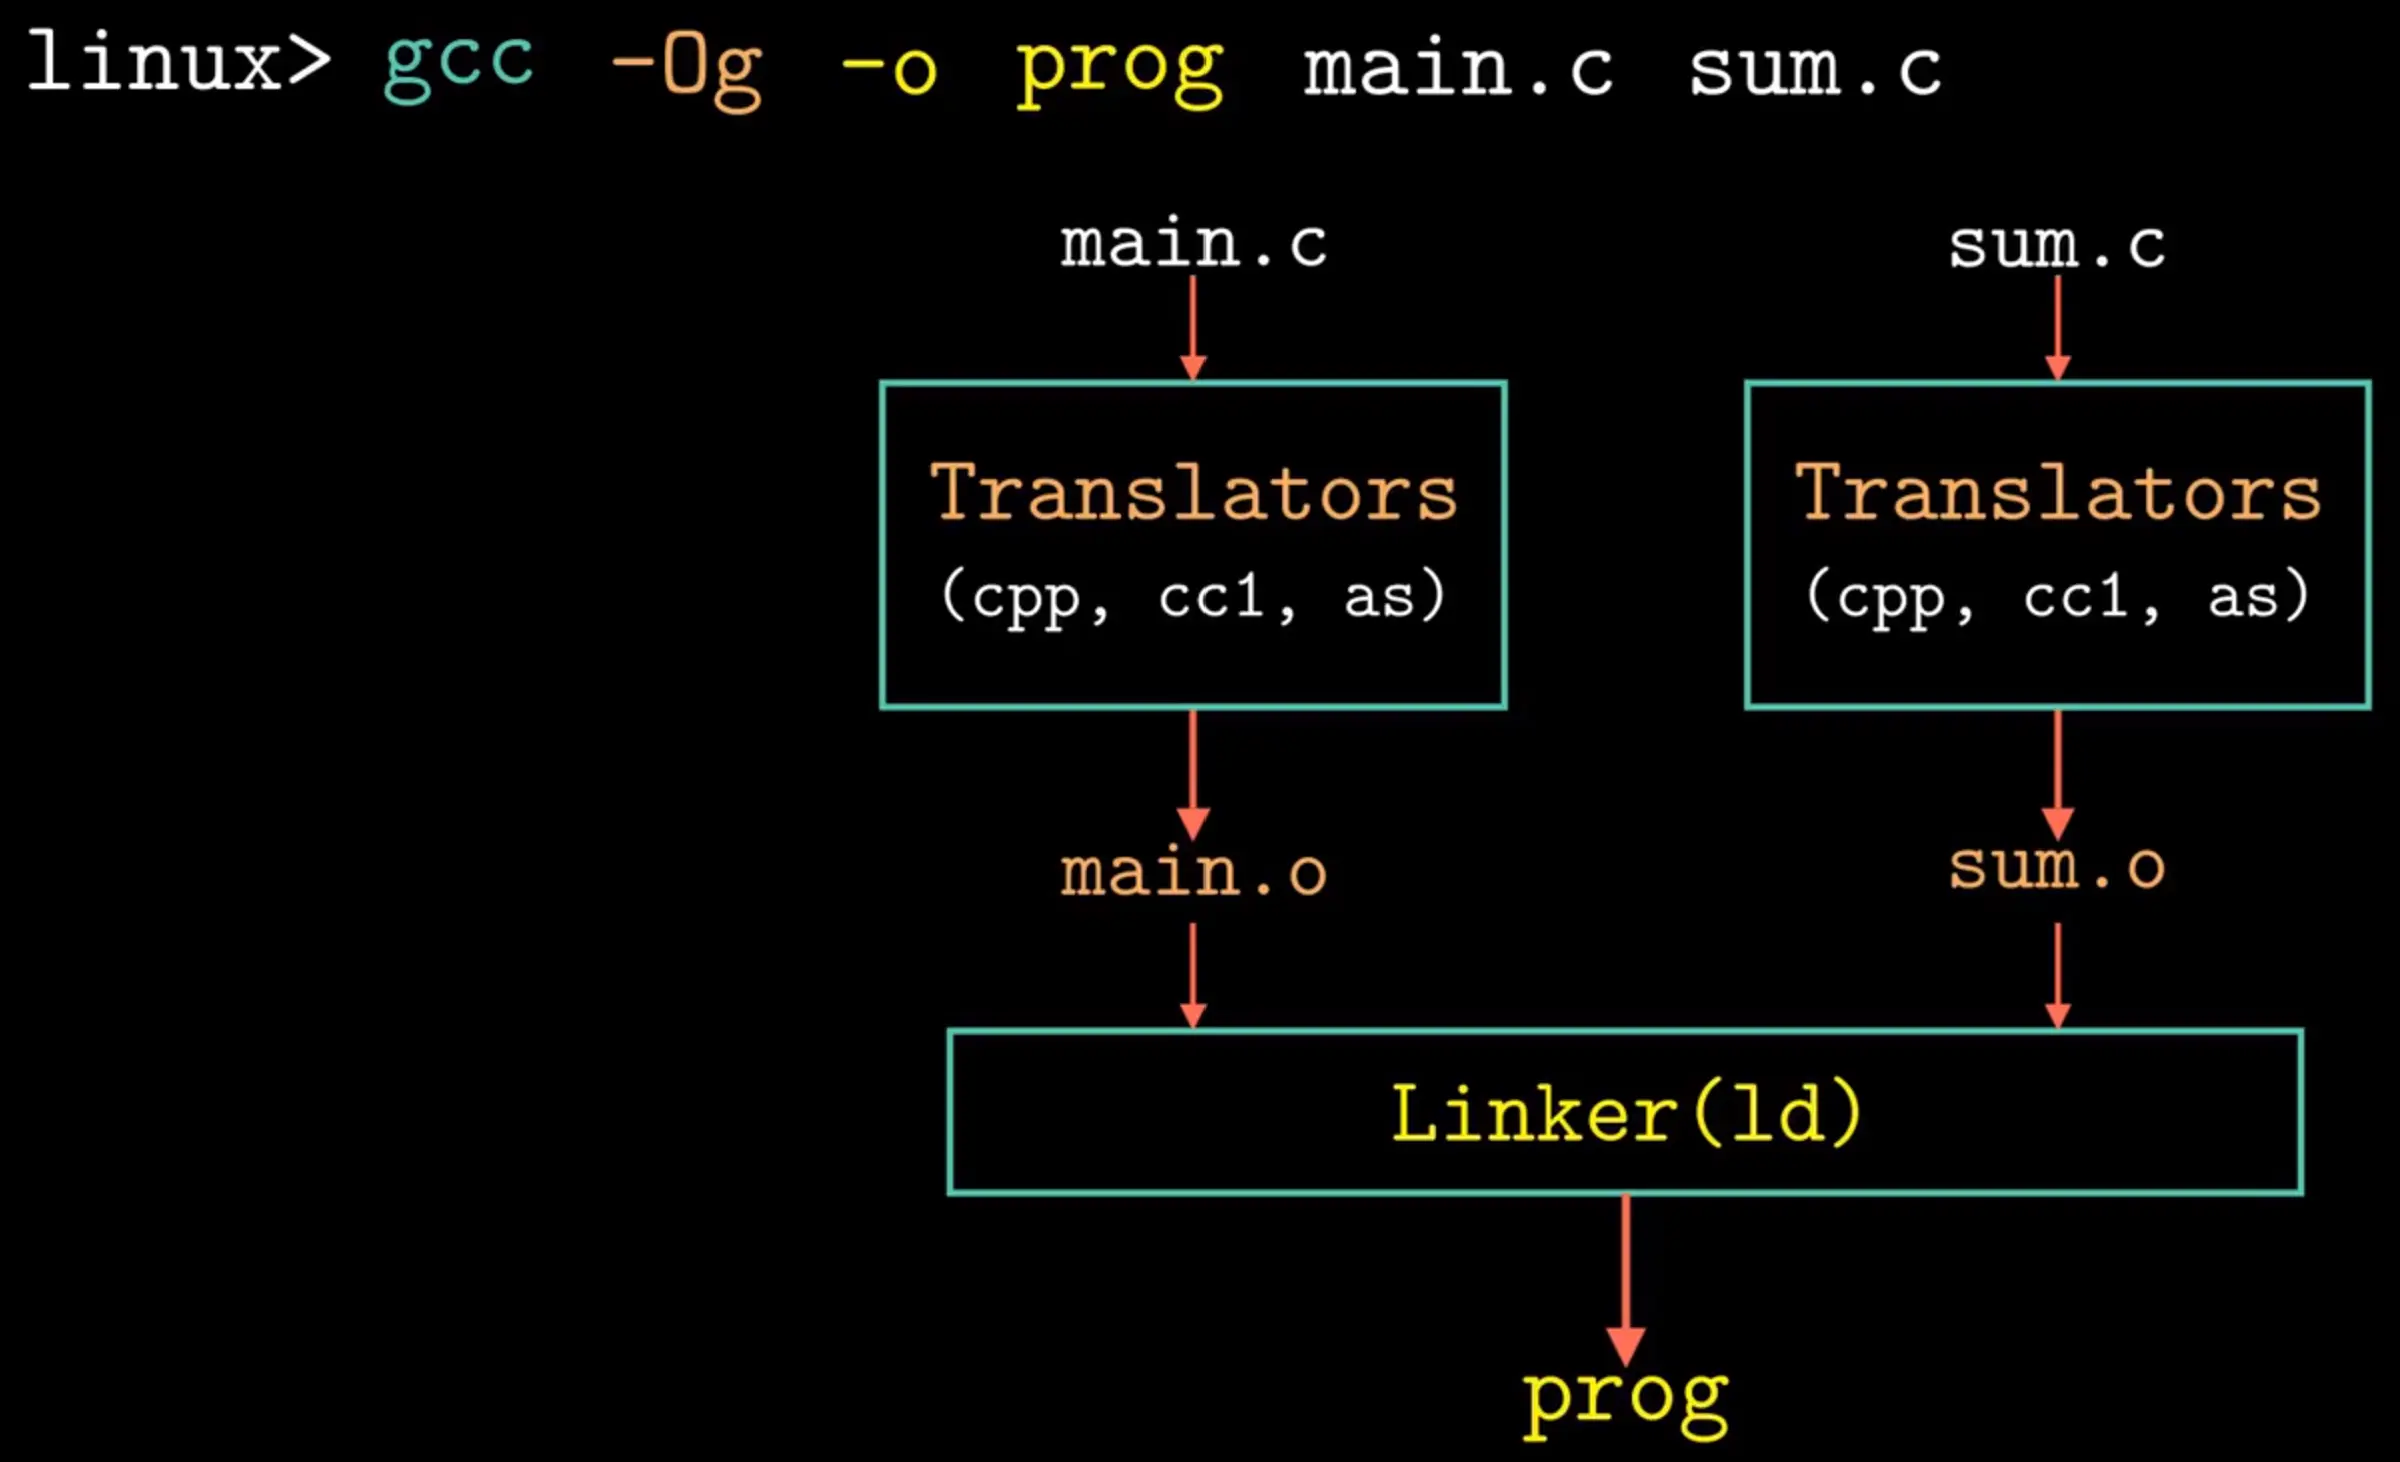 linux> gcc -Og -o prog main.c sum.c
main.c sum.c
Translators Translators
(cpp, cc1, as) (cpp, cc1, as)
main.o sum.o
Linker(ld)
prog